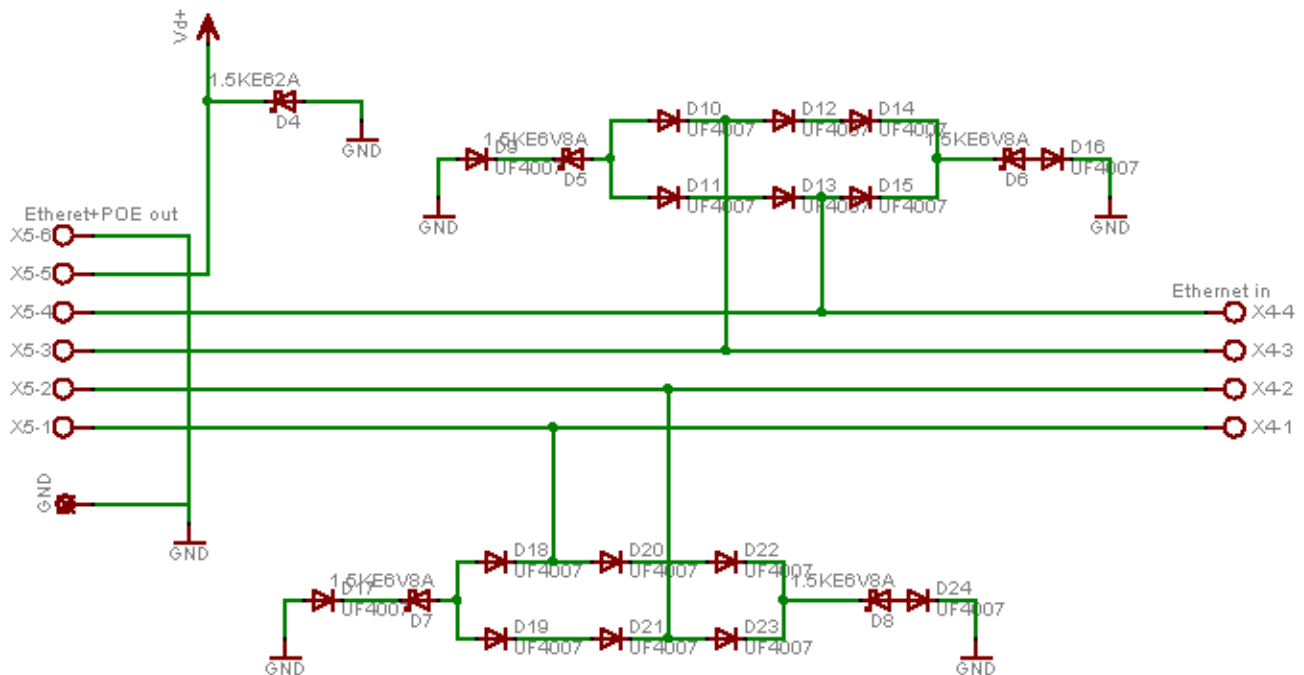 Vd+
1.5KE62A
D4
GND
D10
UF4007
D12
UF4007
D14
UF4007
1.5KE6V8A
D9
UF4007
D5
1.5KE6V8A
D16
UF4007
D6
D11
UF4007
D13
UF4007
D15
UF4007
GND
GND
Etheret+POE out
X5-6
X5-5
X5-4
X5-3
X5-2
X5-1
GND
GND
Ethernet in
X4-4
X4-3
X4-2
X4-1
D18
UF4007
D20
UF4007
D22
UF4007
1.5KE6V8A
D17
UF4007
D7
1.5KE6V8A
D24
UF4007
D8
D19
UF4007
D21
UF4007
D23
UF4007
GND
GND